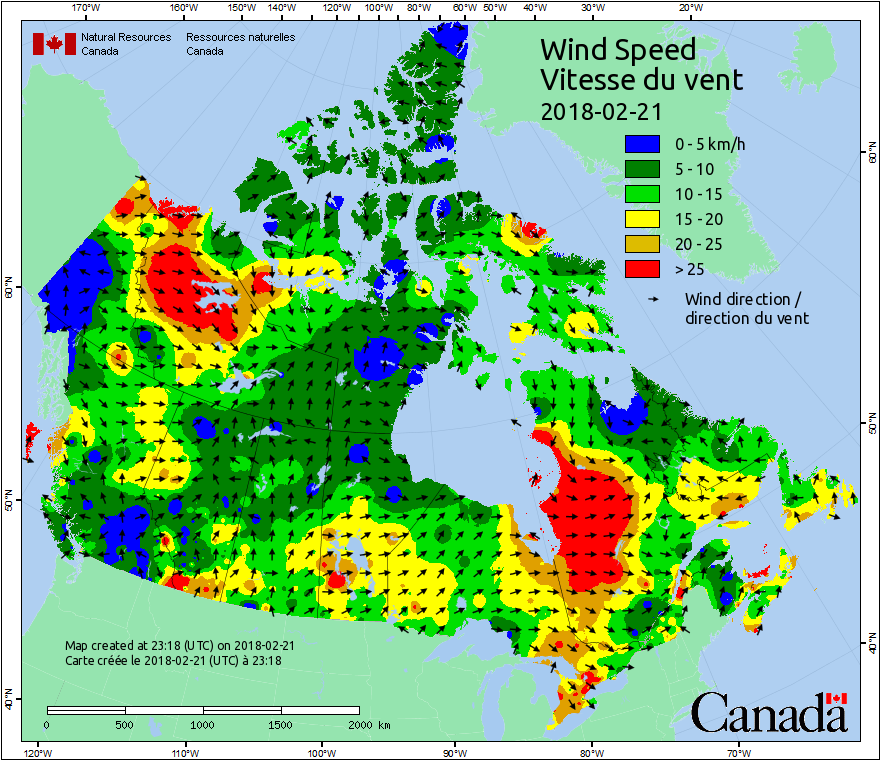 170°W 160°W 150°W 140°W 120°W 100°W 80°W 60°W 50°W 40°W 30°W 20°W
Natural Resources Ressources naturelles
Canada Canada
Wind Speed
Vitesse du vent
2018-02-21
0 - 5 km/h
5 - 10
10 - 15
15 - 20
20 - 25
> 25
Wind direction /
direction du vent
60°N
60°N
50°N
50°N
40°N
40°N
Map created at 23:18 (UTC) on 2018-02-21
Carte créée le 2018-02-21 (UTC) à 23:18
0 500 1000 1500 2000 km
Canada
120°W 110°W 100°W 90°W 80°W 70°W